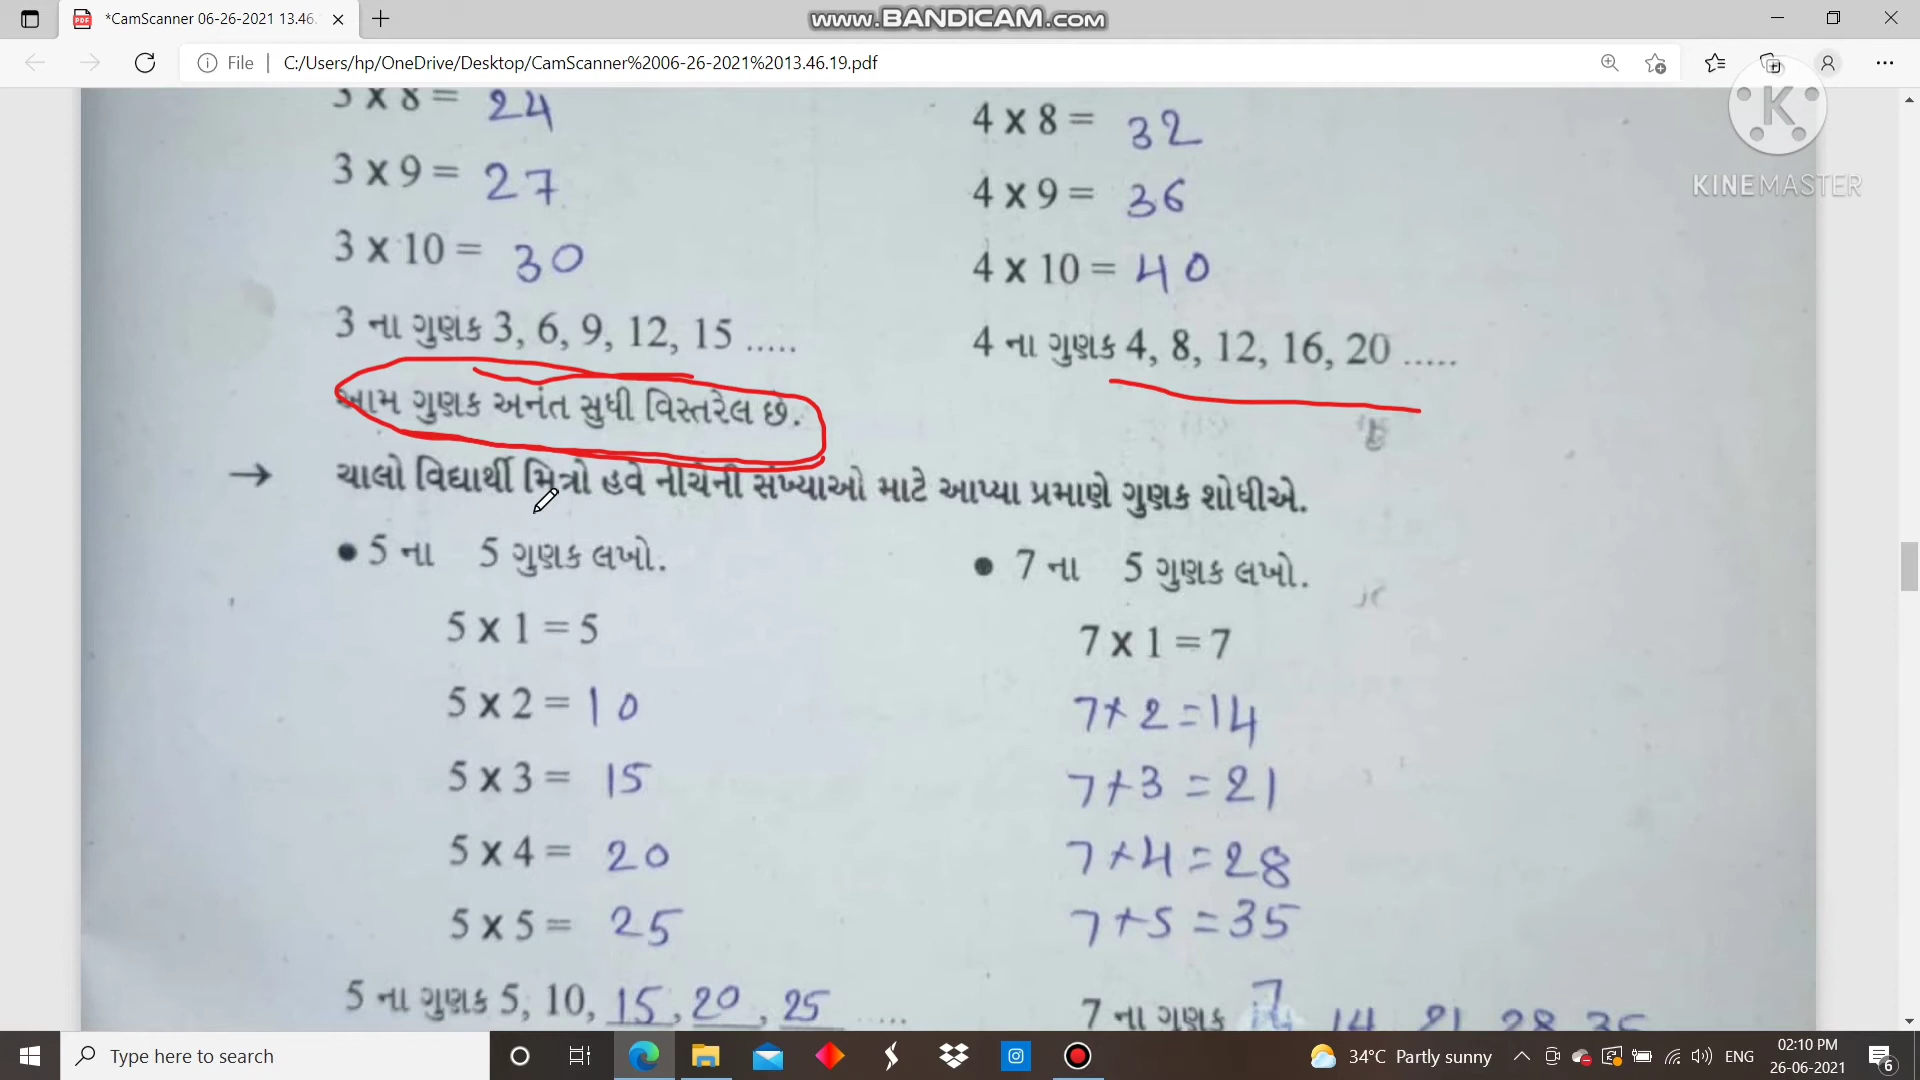 *CamScanner 06-26-2021 13.46.
www.BANDICAM.com
File
C:/Users/hp/OneDrive/Desktop/CamScanner%2006-26-2021%2013.46.19.pdf
K
KINEMASTER
3 x 8 = 24
3 x 9 = 27
3 x 10 = 30
3 ના ગુણક 3, 6, 9, 12, 15 .....
આમ ગુણક અનંત સુધી વિસ્તરેલ છે.
4 x 8 = 32
4 x 9 = 36
4 x 10 = 40
4 ના ગુણક 4, 8, 12, 16, 20 .....
→ ચાલો વિદ્યાર્થી મિત્રો હવે નીચેની સંખ્યાઓ માટે આપ્યા પ્રમાણે ગુણક શોધીએ.
● 5 ના 5 ગુણક લખો.
5 x 1 = 5
5 x 2 = 10
5 x 3 = 15
5 x 4 = 20
5 x 5 = 25
5 ના ગુણક 5, 10, 15, 20, 25 .....
● 7 ના 5 ગુણક લખો.
7 x 1 = 7
7 x 2 = 14
7 x 3 = 21
7 x 4 = 28
7 x 5 = 35
7 ના ગુણક 7, 14 21 28 35
Type here to search
34°C Partly sunny
ENG
02:10 PM
26-06-2021
6